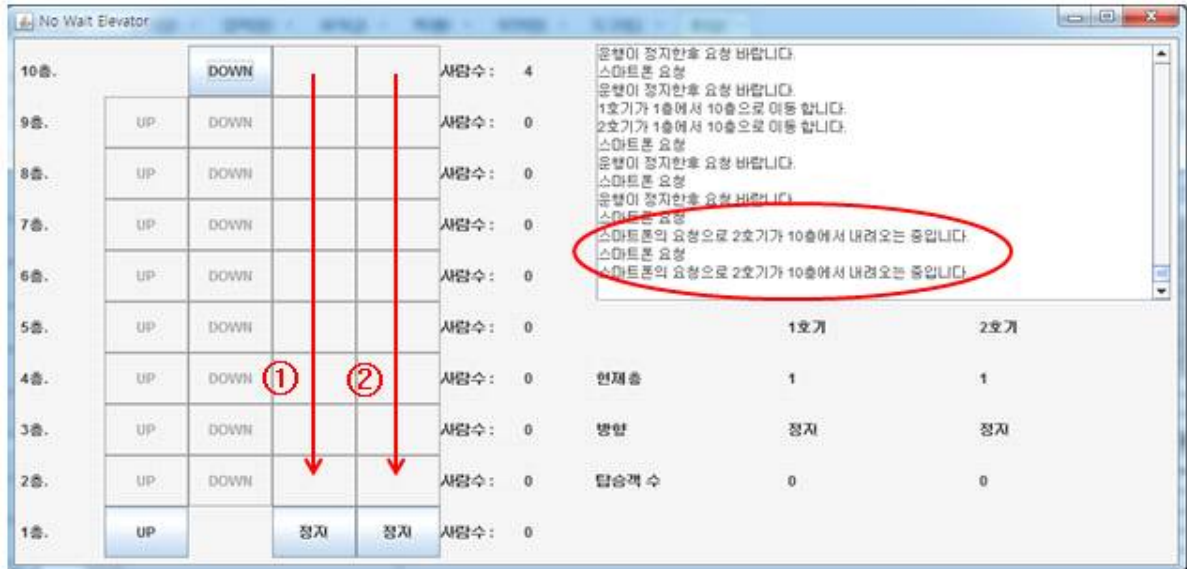 No Wait Elevator
10층. DOWN 사람수 : 4
9층. UP DOWN 사람수 : 0
8층. UP DOWN 사람수 : 0
7층. UP DOWN 사람수 : 0
6층. UP DOWN 사람수 : 0
5층. UP DOWN 사람수 : 0
4층. UP DOWN ① ② 사람수 : 0
3층. UP DOWN 사람수 : 0
2층. UP DOWN 사람수 : 0
1층. UP 정지 정지 사람수 : 0
운행이 정지한후 요청 바랍니다.
스마트폰 요청
운행이 정지한후 요청 바랍니다.
1호기가 1층에서 10층으로 이동 합니다.
2호기가 1층에서 10층으로 이동 합니다.
스마트폰 요청
운행이 정지한후 요청 바랍니다.
스마트폰 요청
운행이 정지한후 요청 바랍니다.
스마트폰 요청
스마트폰의 요청으로 2호기가 10층에서 내려오는 중입니다.
스마트폰 요청
스마트폰의 요청으로 2호기가 10층에서 내려오는 중입니다.
1호기 2호기
현재 층 1 1
방향 정지 정지
탑승객 수 0 0